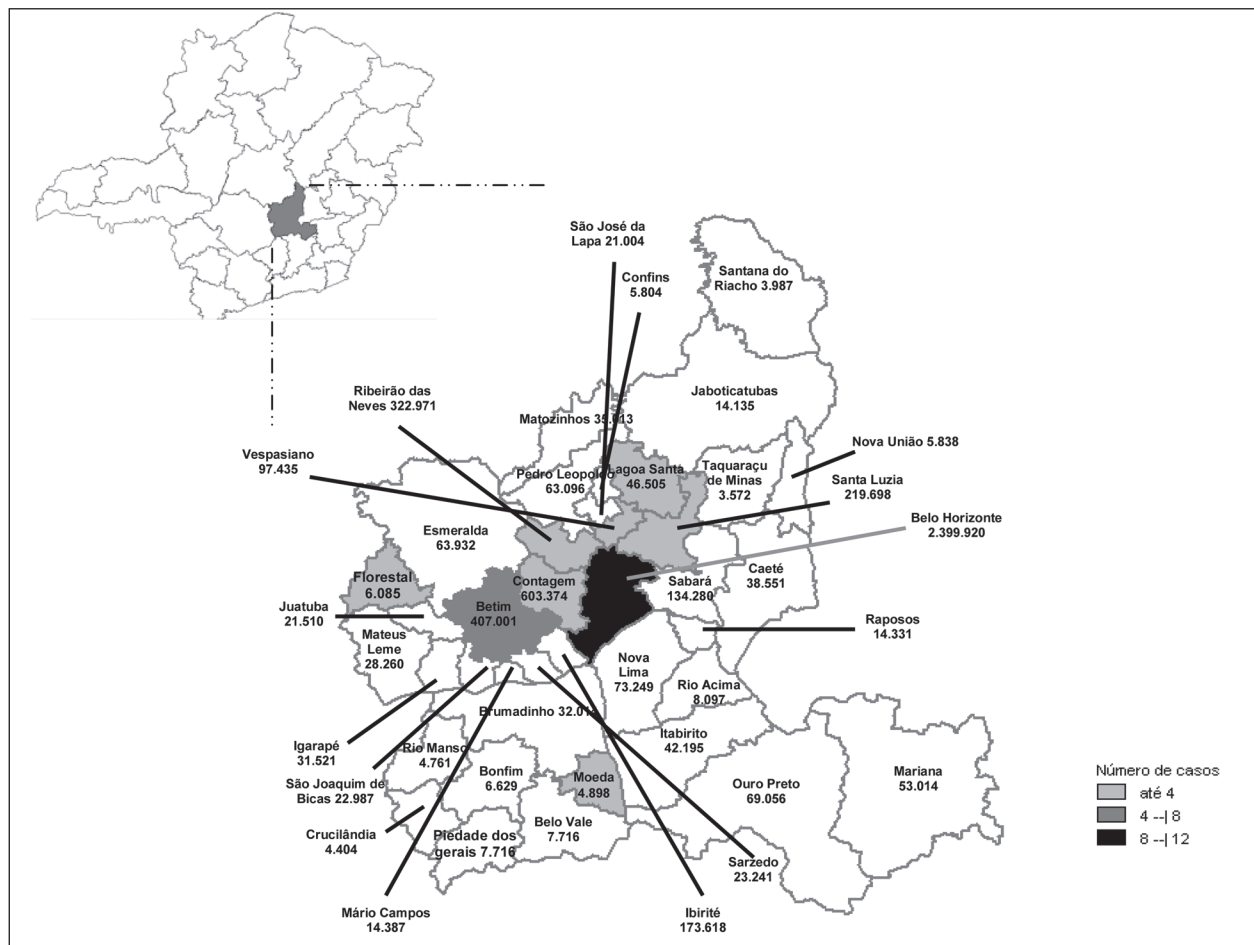 São José da
Lapa 21.004
Confins
5.804
Santana do
Riacho 3.987
Ribeirão das
Neves 322.971
Matozinhos 35.613
Jaboticatubas
14.135
Nova União 5.838
Vespasiano
97.435
Pedro Leopoldo
63.096
Lagoa Santa
46.505
Taquaraçu
de Minas
3.572
Santa Luzia
219.698
Belo Horizonte
2.399.920
Esmeralda
63.932
Florestal
6.085
Contagem
603.374
Sabará
134.280
Caeté
38.551
Juatuba
21.510
Betim
407.001
Raposos
14.331
Mateus
Leme
28.260
Nova
Lima
73.249
Rio Acima
8.097
Brumadinho
Itabirito
42.195
Igarapé
31.521
Rio Manso
4.761
São Joaquim de
Bicas 22.987
Bonfim
6.629
Moeda
4.898
Ouro Preto
69.056
Mariana
53.014
Crucilândia
4.404
Piedade dos
gerais 7.716
Belo Vale
7.716
Sarzedo
23.241
Mário Campos
14.387
Ibirité
173.618
Número de casos
até 4
4 --| 8
8 --| 12